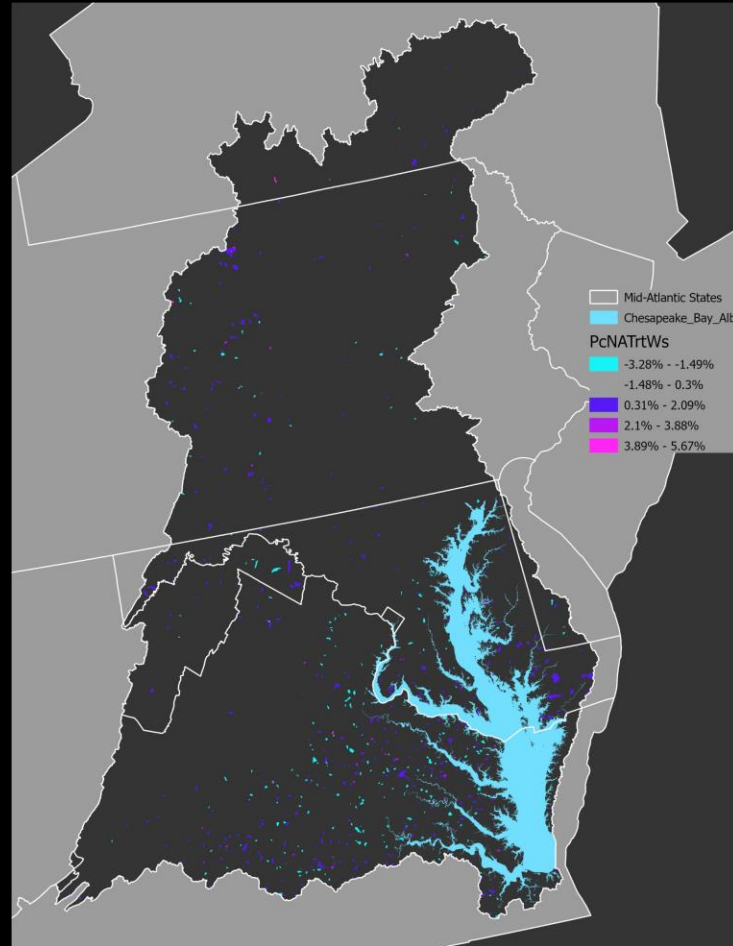 Mid-Atlantic States
Chesapeake_Bay_Alb
PcNATrtWs
-3.28% - -1.49%
-1.48% - 0.3%
0.31% - 2.09%
2.1% - 3.88%
3.89% - 5.67%